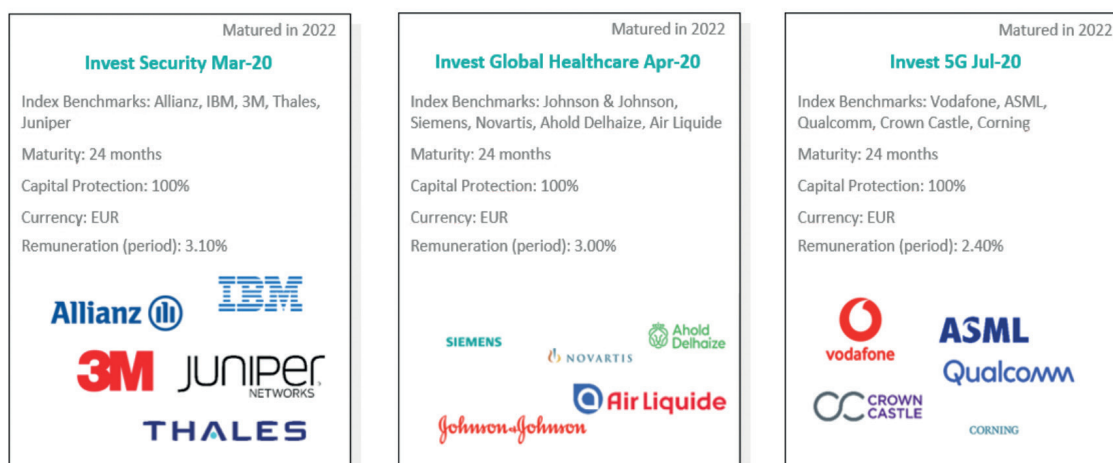 Matured in 2022
Invest Security Mar-20
Index Benchmarks: Allianz, IBM, 3M, Thales,
Juniper
Maturity: 24 months
Capital Protection: 100%
Currency: EUR
Remuneration (period): 3.10%
Allianz
IBM
3M
JUNIPer
NETWORKS
THALES
Matured in 2022
Invest Global Healthcare Apr-20
Index Benchmarks: Johnson & Johnson,
Siemens, Novartis, Ahold Delhaize, Air Liquide
Maturity: 24 months
Capital Protection: 100%
Currency: EUR
Remuneration (period): 3.00%
SIEMENS
NOVARTIS
Ahold
Delhaize
Air Liquide
Johnson&Johnson
Matured in 2022
Invest 5G Jul-20
Index Benchmarks: Vodafone, ASML,
Qualcomm, Crown Castle, Corning
Maturity: 24 months
Capital Protection: 100%
Currency: EUR
Remuneration (period): 2.40%
vodafone
ASML
Qualcomm
CROWN
CASTLE
CORNING